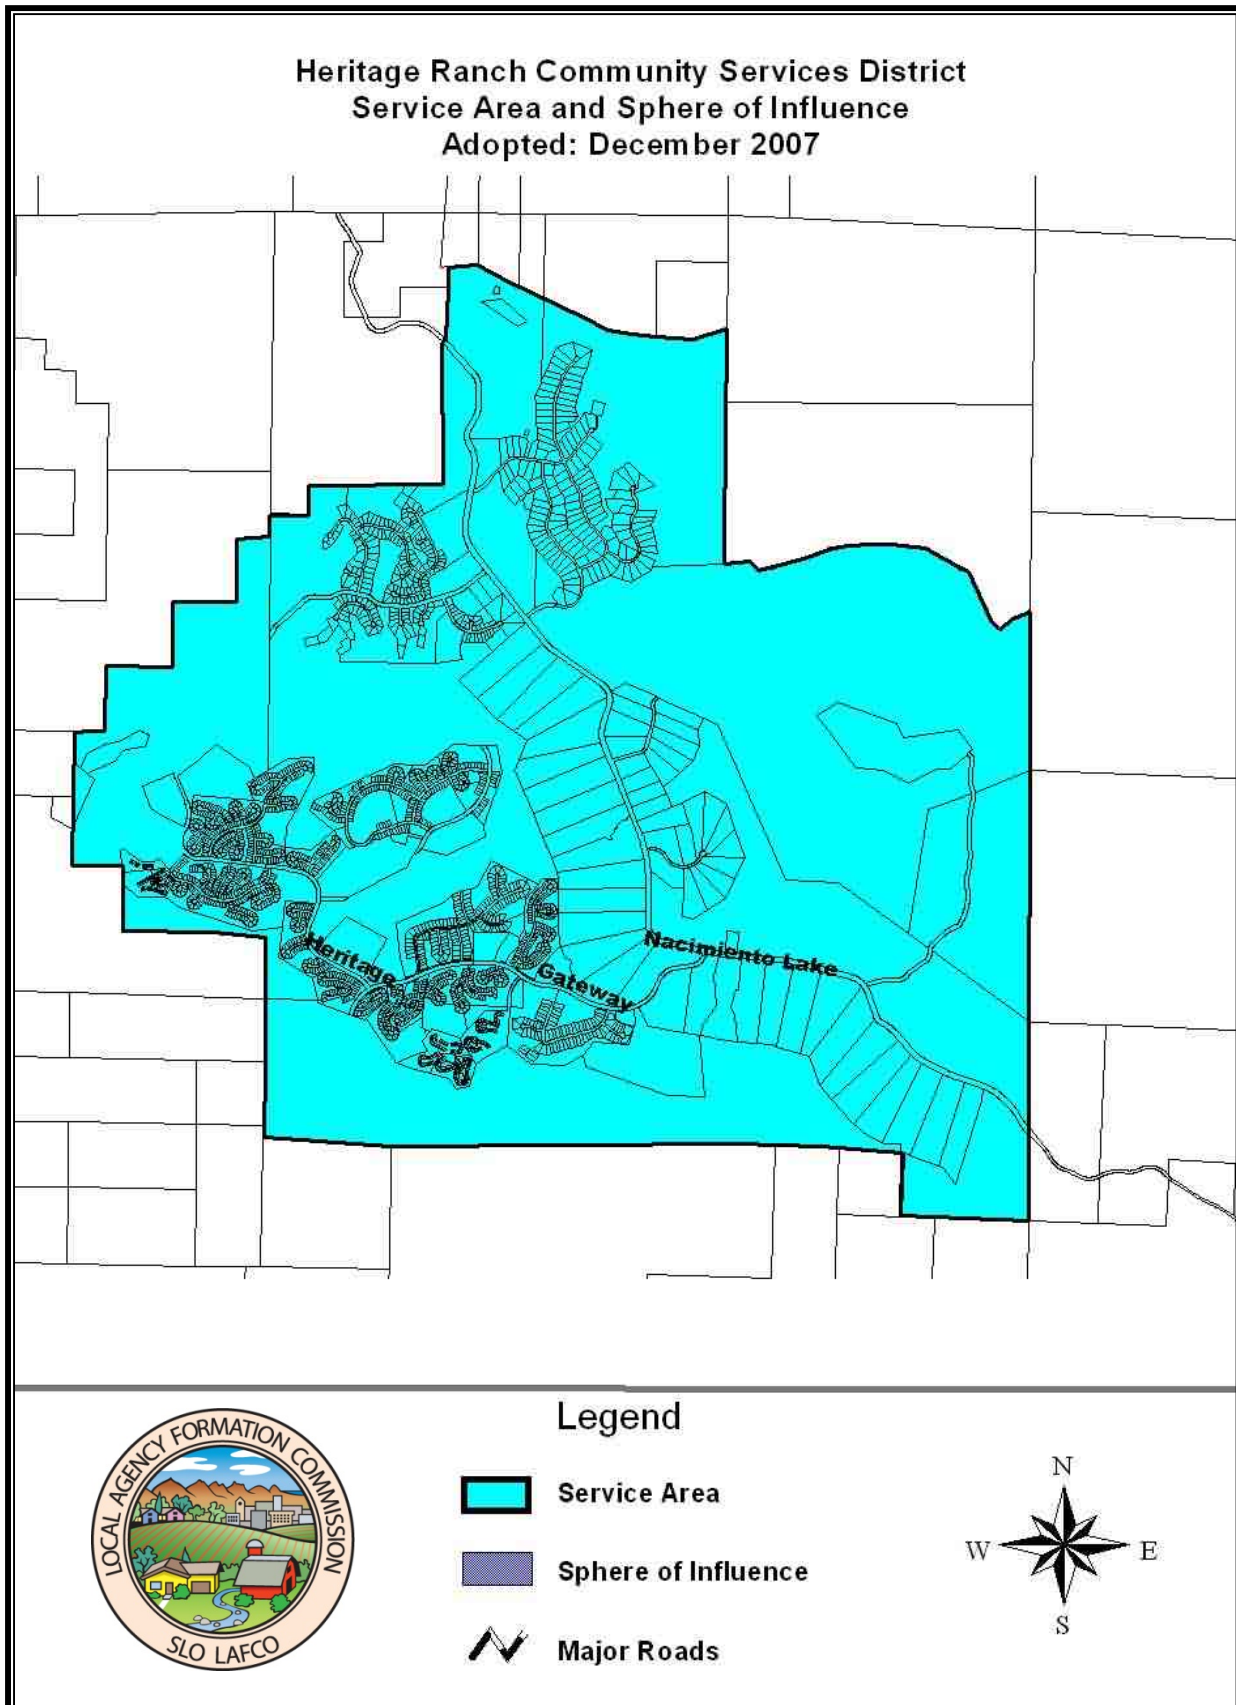 Heritage Ranch Community Services District
Service Area and Sphere of Influence
Adopted: December 2007
Heritage
Gateway
Nacimiento Lake
Legend
Service Area
Sphere of Influence
Major Roads
LOCAL AGENCY FORMATION COMMISSION
SLO LAFCO
N
W
E
S